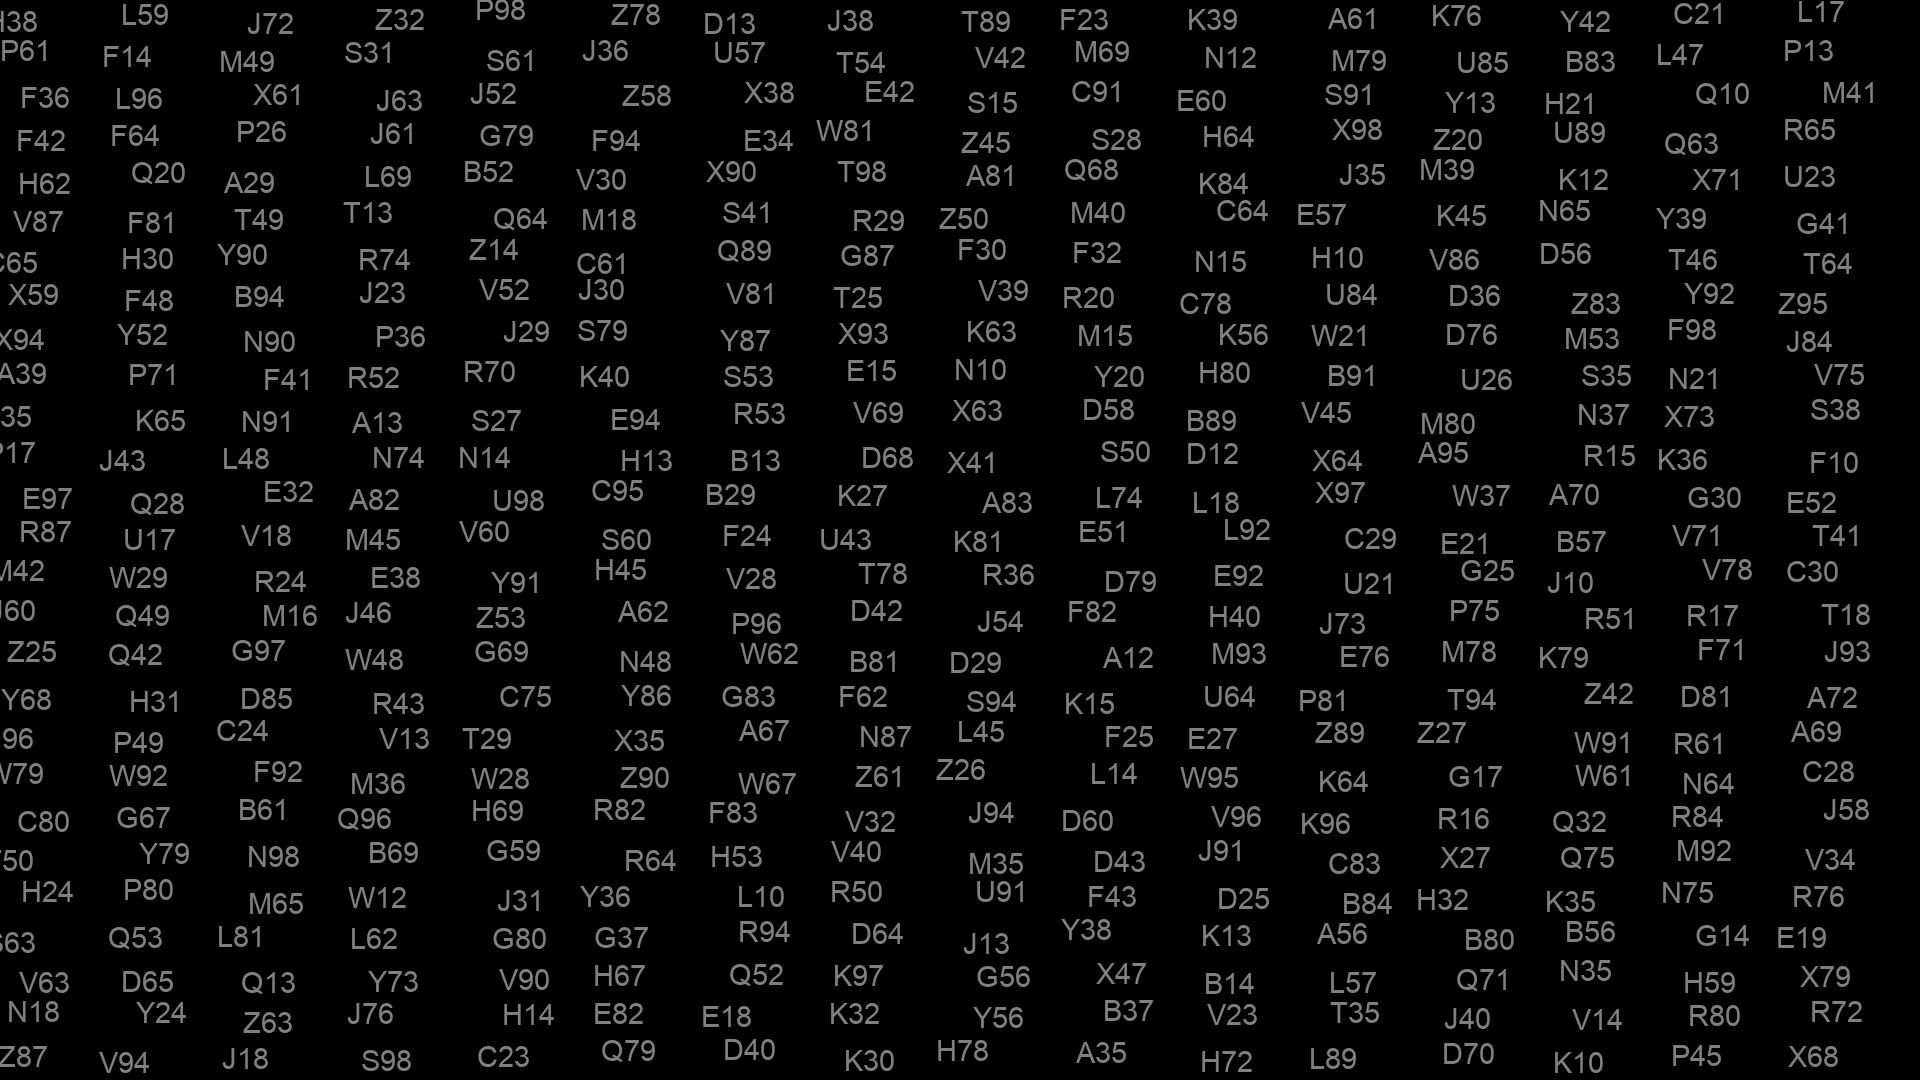 H38 L59 J72 Z32 P98 Z78 D13 J38 T89 F23 K39 A61 K76 Y42 C21 L17
P61 F14 M49 S31 S61 J36 U57 T54 V42 M69 N12 M79 U85 B83 L47 P13
F36 L96 X61 J63 J52 Z58 X38 E42 S15 C91 E60 S91 Y13 H21 Q10 M41
F42 F64 P26 J61 G79 F94 E34 W81 Z45 S28 H64 X98 Z20 U89 Q63 R65
H62 Q20 A29 L69 B52 V30 X90 T98 A81 Q68 K84 J35 M39 K12 X71 U23
V87 F81 T49 T13 Q64 M18 S41 R29 Z50 M40 C64 E57 K45 N65 Y39 G41
C65 H30 Y90 R74 Z14 C61 Q89 G87 F30 F32 N15 H10 V86 D56 T46 T64
X59 F48 B94 J23 V52 J30 V81 T25 V39 R20 C78 U84 D36 Z83 Y92 Z95
X94 Y52 N90 P36 J29 S79 Y87 X93 K63 M15 K56 W21 D76 M53 F98 J84
A39 P71 F41 R52 R70 K40 S53 E15 N10 Y20 H80 B91 U26 S35 N21 V75
35 K65 N91 A13 S27 E94 R53 V69 X63 D58 B89 V45 M80 N37 X73 S38
P17 J43 L48 N74 N14 H13 B13 D68 X41 S50 D12 X64 A95 R15 K36 F10
E97 Q28 E32 A82 U98 C95 B29 K27 A83 L74 L18 X97 W37 A70 G30 E52
R87 U17 V18 M45 V60 S60 F24 U43 K81 E51 L92 C29 E21 B57 V71 T41
M42 W29 R24 E38 Y91 H45 V28 T78 R36 D79 E92 U21 G25 J10 V78 C30
60 Q49 M16 J46 Z53 A62 P96 D42 J54 F82 H40 J73 P75 R51 R17 T18
Z25 Q42 G97 W48 G69 N48 W62 B81 D29 A12 M93 E76 M78 K79 F71 J93
Y68 H31 D85 R43 C75 Y86 G83 F62 S94 K15 U64 P81 T94 Z42 D81 A72
96 P49 C24 V13 T29 X35 A67 N87 L45 F25 E27 Z89 Z27 W91 R61 A69
W79 W92 F92 M36 W28 Z90 W67 Z61 Z26 L14 W95 K64 G17 W61 N64 C28
C80 G67 B61 Q96 H69 R82 F83 V32 J94 D60 V96 K96 R16 Q32 R84 J58
50 Y79 N98 B69 G59 R64 H53 V40 M35 D43 J91 C83 X27 Q75 M92 V34
H24 P80 M65 W12 J31 Y36 L10 R50 U91 F43 D25 B84 H32 K35 N75 R76
S63 Q53 L81 L62 G80 G37 R94 D64 J13 Y38 K13 A56 B80 B56 G14 E19
V63 D65 Q13 Y73 V90 H67 Q52 K97 G56 X47 B14 L57 Q71 N35 H59 X79
N18 Y24 Z63 J76 H14 E82 E18 K32 Y56 B37 V23 T35 J40 V14 R80 R72
Z87 V94 J18 S98 C23 Q79 D40 K30 H78 A35 H72 L89 D70 K10 P45 X68